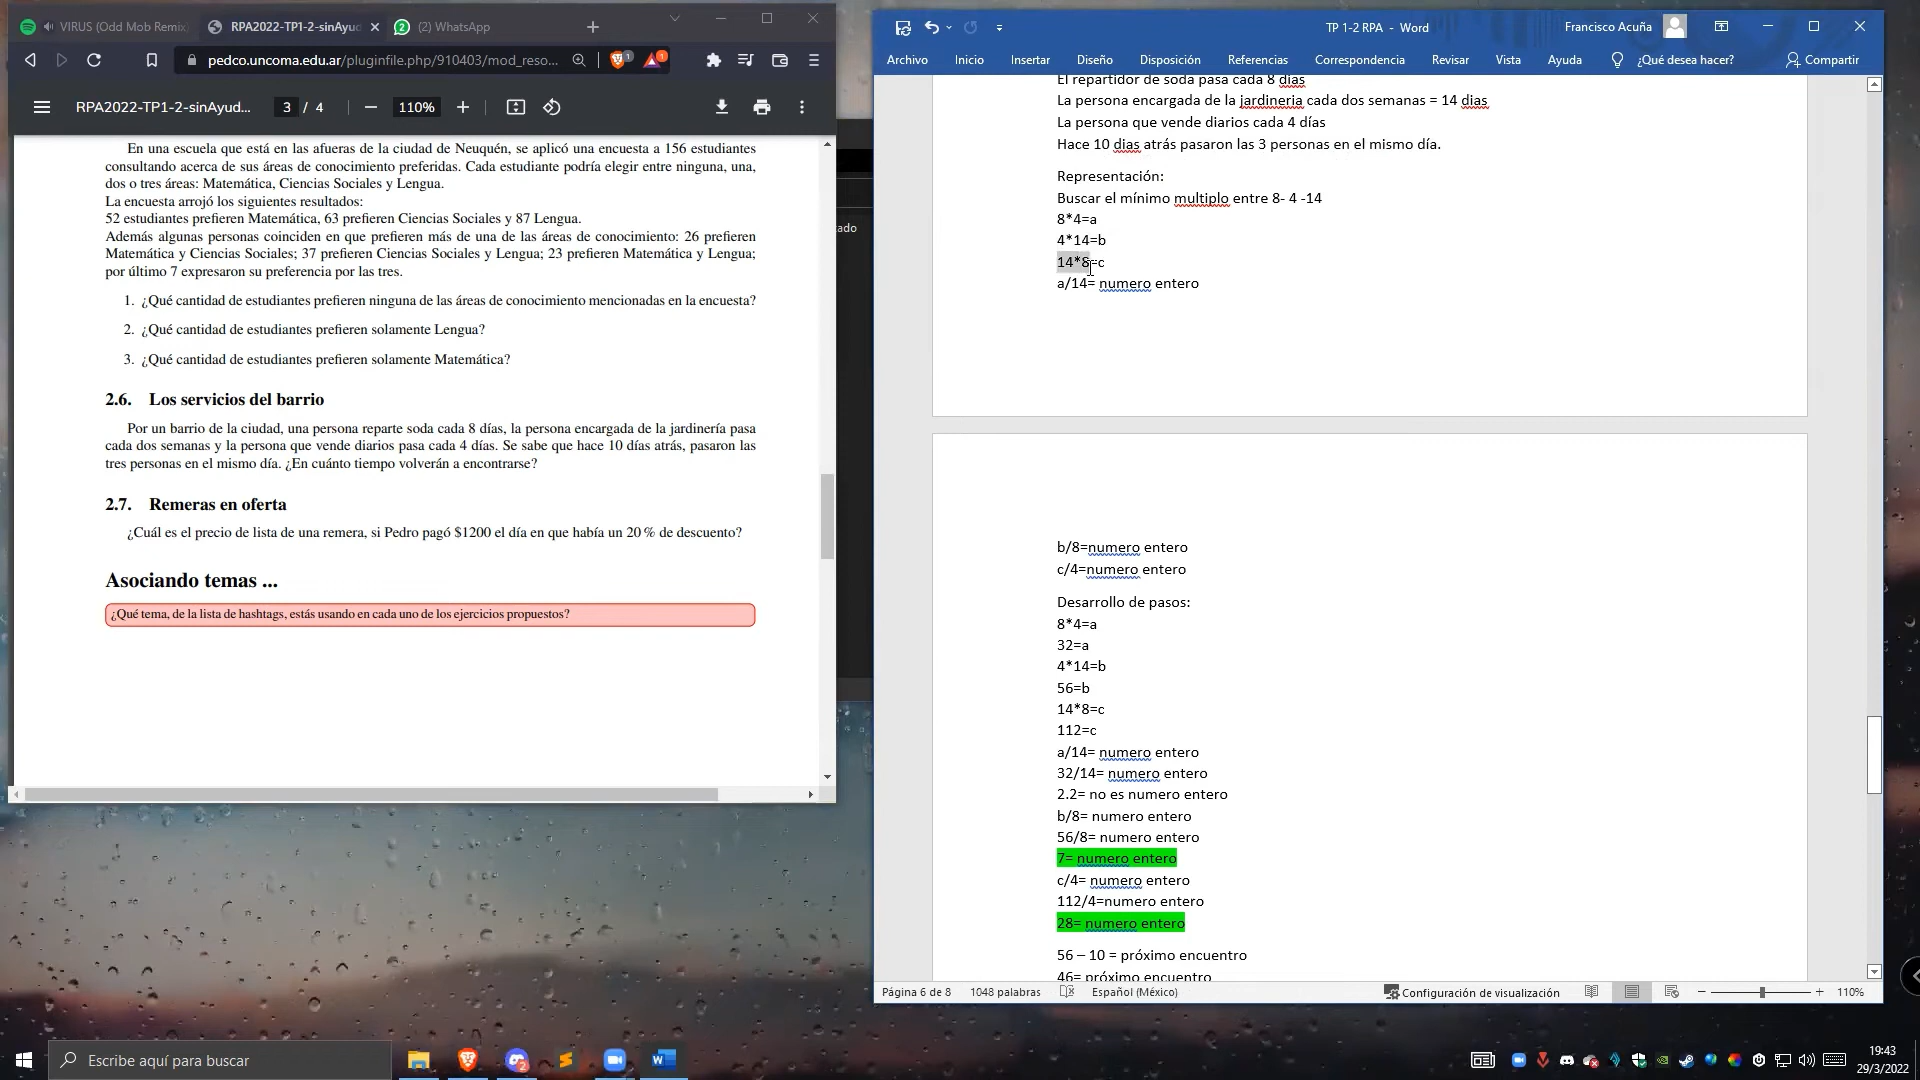 VIRUS (Odd Mob Remix)
RPA2022-TP1-2-sinAyud
(2) WhatsApp
pedco.uncoma.edu.ar/pluginfile.php/910403/mod_reso...
RPA2022-TP1-2-sinAyud...
3 / 4
110%
En una escuela que está en las afueras de la ciudad de Neuquén, se aplicó una encuesta a 156 estudiantes
consultando acerca de sus áreas de conocimiento preferidas. Cada estudiante podría elegir entre ninguna, una,
dos o tres áreas: Matemática, Ciencias Sociales y Lengua.
La encuesta arrojó los siguientes resultados:
52 estudiantes prefieren Matemática, 63 prefieren Ciencias Sociales y 87 Lengua.
Además algunas personas coinciden en que prefieren más de una de las áreas de conocimiento: 26 prefieren
Matemática y Ciencias Sociales; 37 prefieren Ciencias Sociales y Lengua; 23 prefieren Matemática y Lengua;
por último 7 expresaron su preferencia por las tres.
1. ¿Qué cantidad de estudiantes prefieren ninguna de las áreas de conocimiento mencionadas en la encuesta?
2. ¿Qué cantidad de estudiantes prefieren solamente Lengua?
3. ¿Qué cantidad de estudiantes prefieren solamente Matemática?
2.6. Los servicios del barrio
Por un barrio de la ciudad, una persona reparte soda cada 8 días, la persona encargada de la jardinería pasa
cada dos semanas y la persona que vende diarios pasa cada 4 días. Se sabe que hace 10 días atrás, pasaron las
tres personas en el mismo día. ¿En cuánto tiempo volverán a encontrarse?
2.7. Remeras en oferta
¿Cuál es el precio de lista de una remera, si Pedro pagó $1200 el día en que había un 20 % de descuento?
Asociando temas ...
¿Qué tema, de la lista de hashtags, estás usando en cada uno de los ejercicios propuestos?
ado
TP 1-2 RPA - Word
Francisco Acuña
Archivo Inicio Insertar Diseño Disposición Referencias Correspondencia Revisar Vista Ayuda ¿Qué desea hacer? Compartir
El repartidor de soda pasa cada 8 dias
La persona encargada de la jardineria cada dos semanas = 14 dias
La persona que vende diarios cada 4 días
Hace 10 dias atrás pasaron las 3 personas en el mismo día.
Representación:
Buscar el mínimo multiplo entre 8- 4 -14
8*4=a
4*14=b
14*8=c
a/14= numero entero
b/8=numero entero
c/4=numero entero
Desarrollo de pasos:
8*4=a
32=a
4*14=b
56=b
14*8=c
112=c
a/14= numero entero
32/14= numero entero
2.2= no es numero entero
b/8= numero entero
56/8= numero entero
7= numero entero
c/4= numero entero
112/4=numero entero
28= numero entero
56 – 10 = próximo encuentro
46= próximo encuentro
Página 6 de 8 1048 palabras Español (México) Configuración de visualización 110%
Escribe aquí para buscar
19:43
29/3/2022